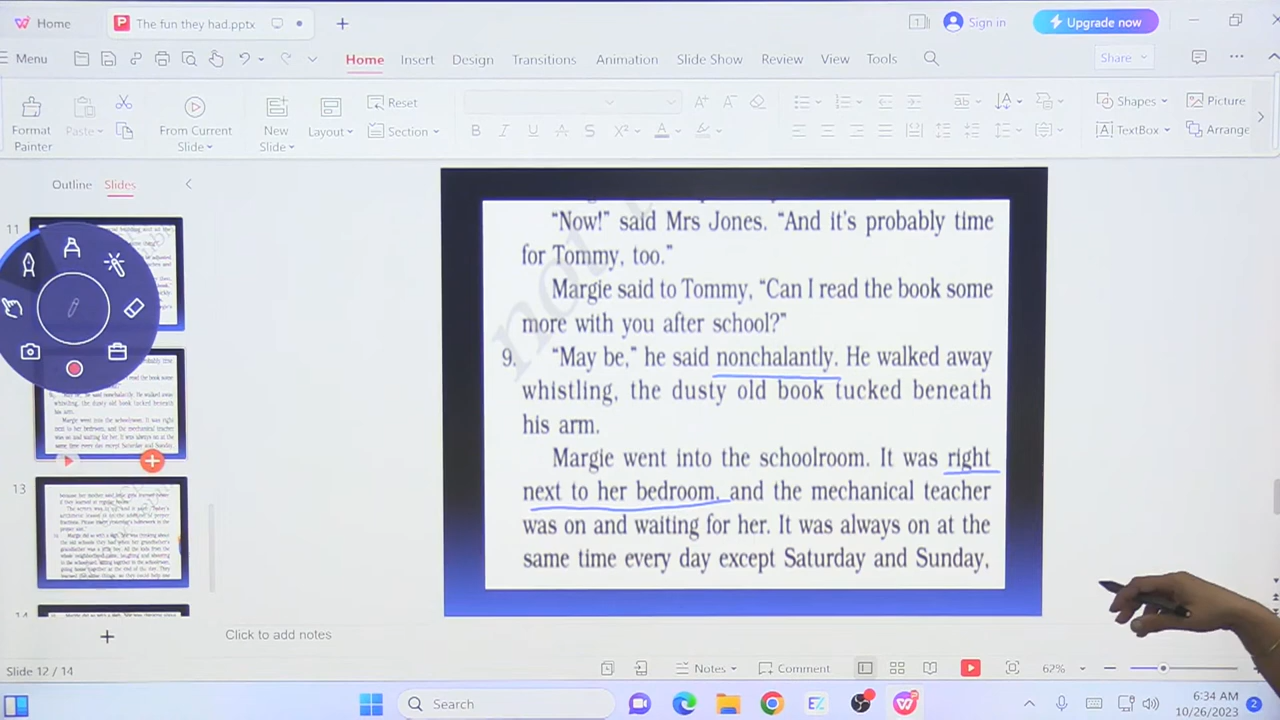 Home
The fun they had.pptx
Sign in
Upgrade now
Menu
Home
Insert
Design
Transitions
Animation
Slide Show
Review
View
Tools
Share
Format Painter
From Current Slide
New Slide
Layout
Reset
Section
Shapes
Picture
TextBox
Arrange
Outline
Slides
11
13
"Now!" said Mrs Jones. "And it's probably time
for Tommy, too."
Margie said to Tommy, "Can I read the book some
more with you after school?"
9. "May be," he said nonchalantly. He walked away
whistling, the dusty old book tucked beneath
his arm.
Margie went into the schoolroom. It was right
next to her bedroom, and the mechanical teacher
was on and waiting for her. It was always on at the
same time every day except Saturday and Sunday,
not
Click to add notes
Slide 12 / 14
Notes
Comment
62%
Search
6:34 AM
10/26/2023
2